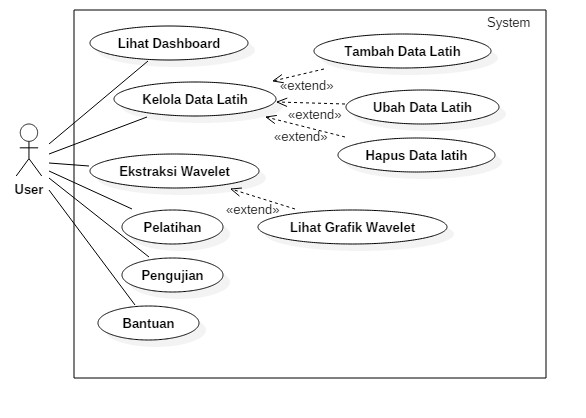 System
Lihat Dashboard
Tambah Data Latih
«extend»
Kelola Data Latih
Ubah Data Latih
«extend»
«extend»
Hapus Data latih
User
Ekstraksi Wavelet
«extend»
Pelatihan
Lihat Grafik Wavelet
Pengujian
Bantuan